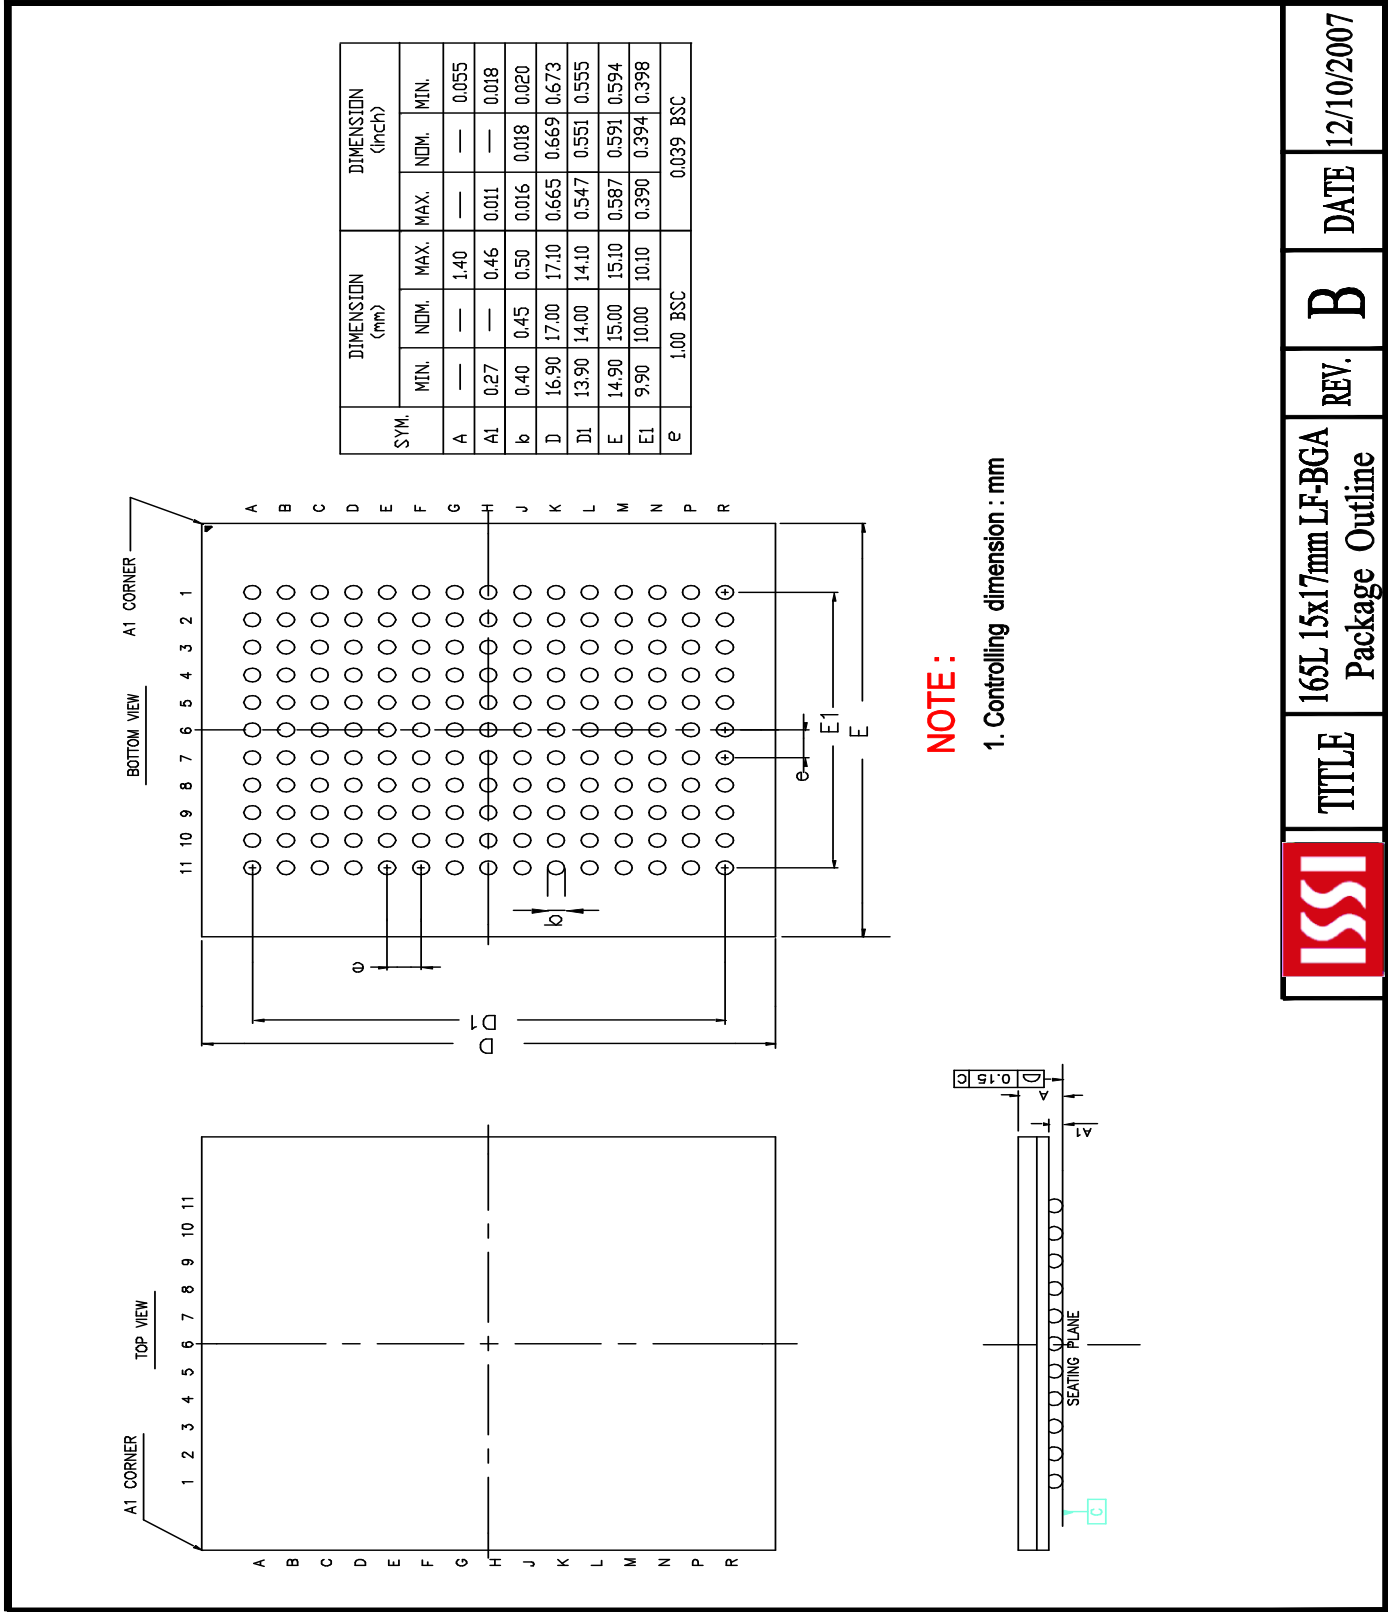 A1 CORNER
TOP VIEW
1 2 3 4 5 6 7 8 9 10 11
A
B
C
D
E
F
G
H
J
K
L
M
N
P
R
BOTTOM VIEW
A1 CORNER
11 10 9 8 7 6 5 4 3 2 1
A
B
C
D
E
F
G
H
J
K
L
M
N
P
R
e
D1
D
b
e
E1
E
SYM. DIMENSION (mm) DIMENSION (inch)
MIN. NOM. MAX. MAX. NOM. MIN.
A — — 1.40 — — 0.055
A1 0.27 — 0.46 0.011 — 0.018
b 0.40 0.45 0.50 0.016 0.018 0.020
D 16.90 17.00 17.10 0.665 0.669 0.673
D1 13.90 14.00 14.10 0.547 0.551 0.555
E 14.90 15.00 15.10 0.587 0.591 0.594
E1 9.90 10.00 10.10 0.390 0.394 0.398
e 1.00 BSC 0.039 BSC
NOTE :
1. Controlling dimension : mm
0.15 C
A
A1
SEATING PLANE
C
ISSI
TITLE
165L 15x17mm LF-BGA
Package Outline
REV.
B
DATE
12/10/2007